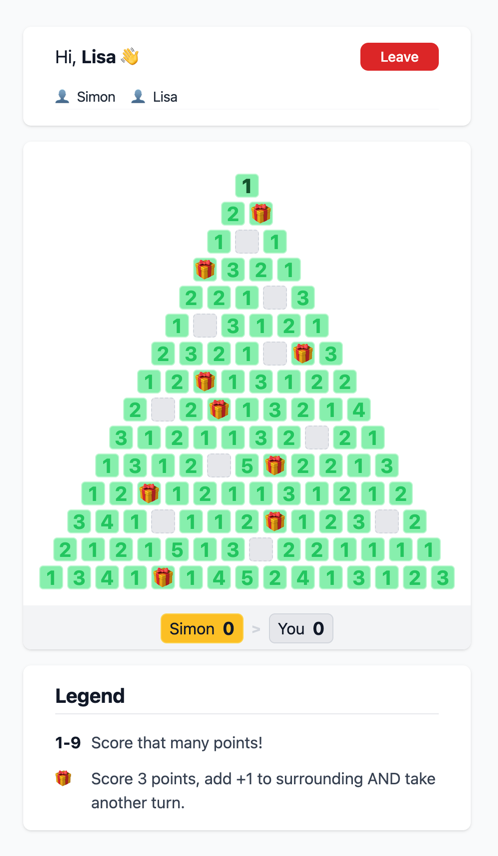 Hi, Lisa 👋
Leave
👤 Simon 👤 Lisa
1
2 🎁
1 1
🎁 3 2 1
2 2 1 3
1 3 1 2 1
2 3 2 1 🎁 3
1 2 🎁 1 3 1 2 2
2 2 🎁 1 3 2 1 4
3 1 2 1 1 3 2 2 1
1 3 1 2 5 🎁 2 2 1 3
1 2 🎁 1 2 1 1 3 1 2 1 2
3 4 1 1 1 2 🎁 1 2 3 2
2 1 2 1 5 1 3 2 2 1 1 1 1
1 3 4 1 🎁 1 4 5 2 4 1 3 1 2 3
Simon 0 > You 0
Legend
1-9 Score that many points!
🎁 Score 3 points, add +1 to surrounding AND take
another turn.